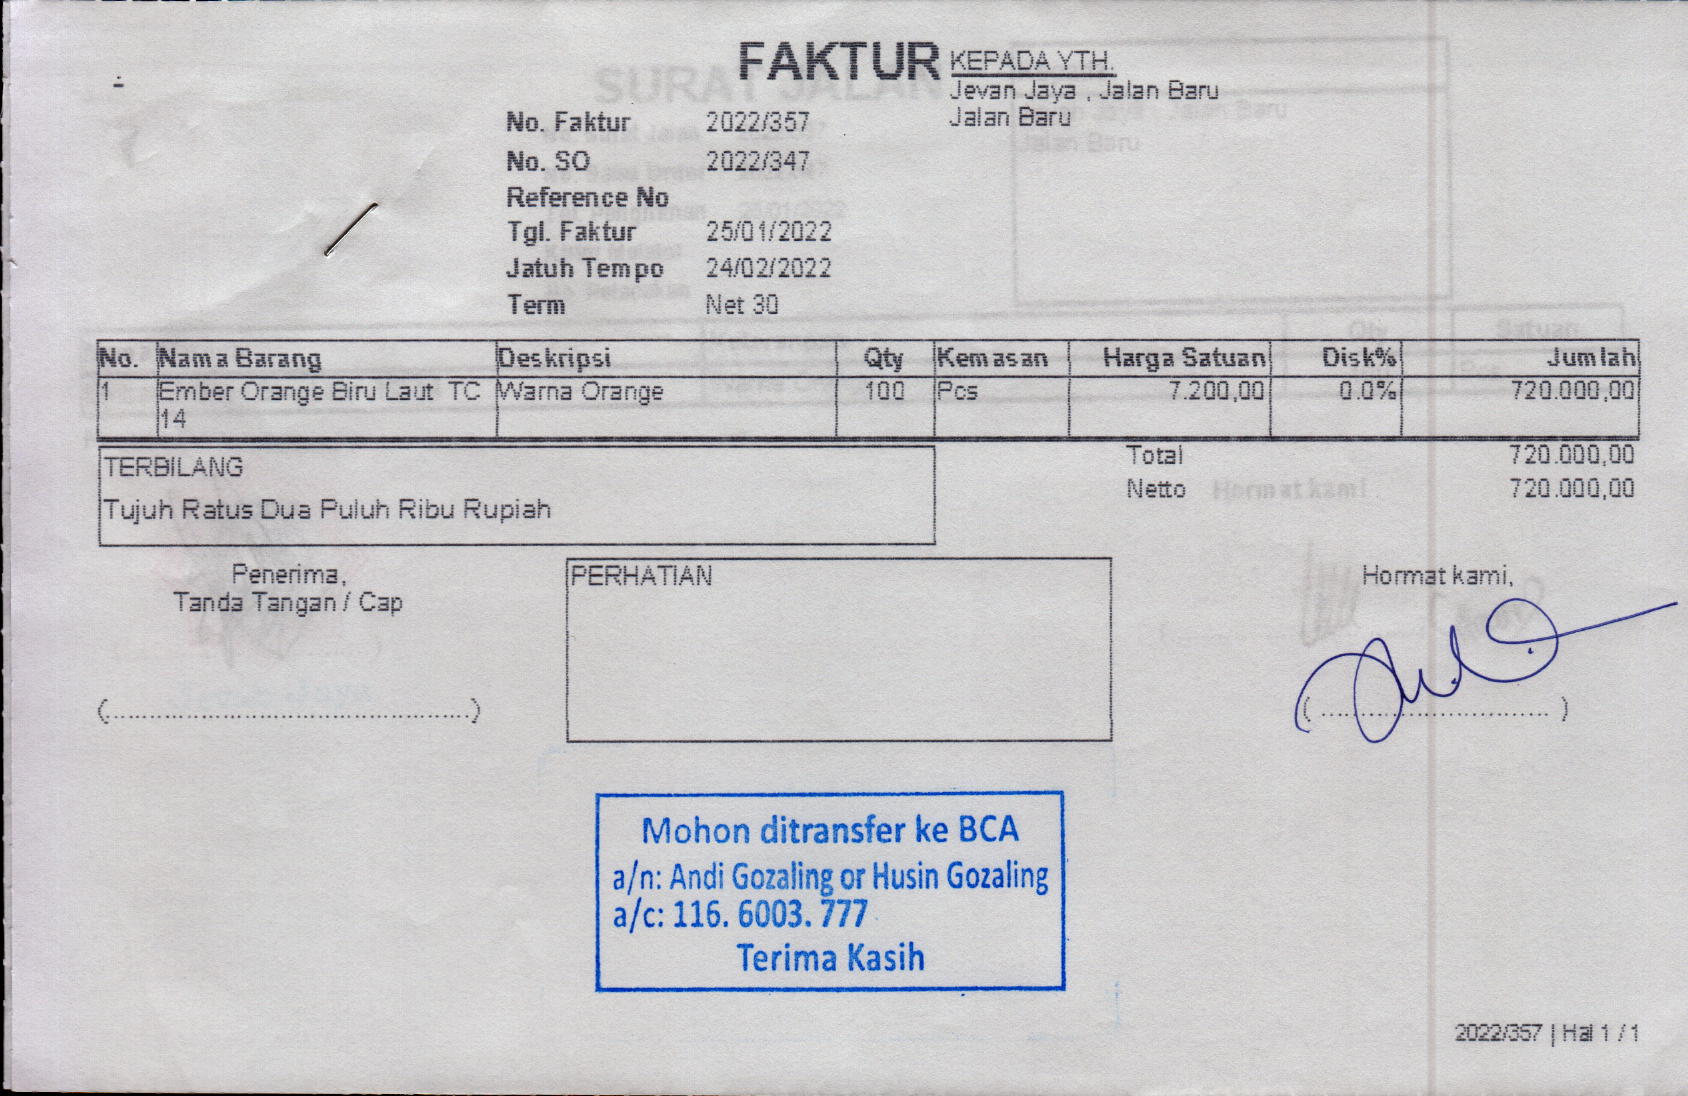 FAKTUR
KEPADA YTH.
Jevan Jaya , Jalan Baru
Jalan Baru
No. Faktur 2022/357
No. SO 2022/347
Reference No
Tgl. Faktur 25/01/2022
Jatuh Tempo 24/02/2022
Term Net 30
No. Nama Barang Deskripsi Qty Kemasan Harga Satuan Disk% Jumlah
1 Ember Orange Biru Laut TC Warna Orange 100 Pcs 7.200,00 0.0% 720.000,00
14
Total 720.000,00
Netto 720.000,00
TERBILANG
Tujuh Ratus Dua Puluh Ribu Rupiah
Penerima,
Tanda Tangan / Cap
PERHATIAN
Hormat kami,
Mohon ditransfer ke BCA
a/n: Andi Gozaling or Husin Gozaling
a/c: 116. 6003. 777
Terima Kasih
2022/357 | Hal 1 / 1